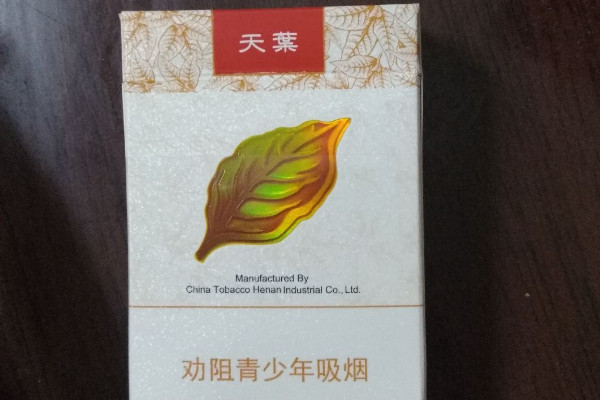 天葉
Manufactured By
China Tobacco Henan Industrial Co., Ltd.
劝阻青少年吸烟